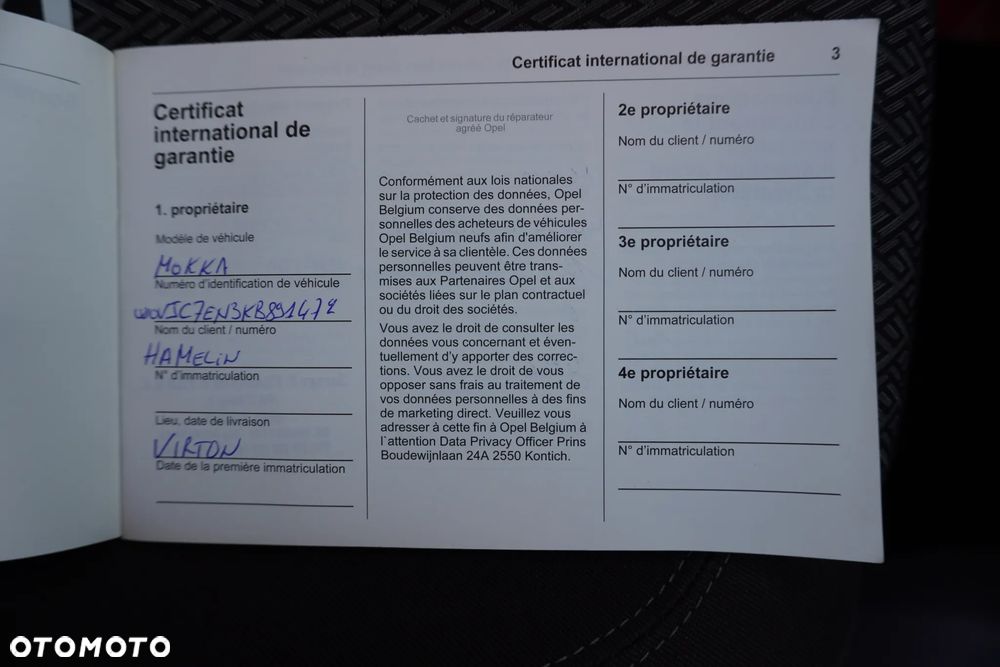 Certificat international de garantie 3
Certificat
international de
garantie
1. propriétaire
Modèle de véhicule
MOKKA
Numéro d'identification de véhicule
Nom du client / numéro
HAMELIN
N° d'immatriculation
Lieu, date de livraison
VIRTON
Date de la première immatriculation
Cachet et signature du réparateur
agréé Opel
Conformément aux lois nationales
sur la protection des données, Opel
Belgium conserve des données per-
sonnelles des acheteurs de véhicules
Opel Belgium neufs afin d'améliorer
le service à sa clientèle. Ces données
personnelles peuvent être trans-
mises aux Partenaires Opel et aux
sociétés liées sur le plan contractuel
ou du droit des sociétés.
Vous avez le droit de consulter les
données vous concernant et éven-
tuellement d'y apporter des correc-
tions. Vous avez le droit de vous
opposer sans frais au traitement de
vos données personnelles à des fins
de marketing direct. Veuillez vous
adresser à cette fin à Opel Belgium à
l`attention Data Privacy Officer Prins
Boudewijnlaan 24A 2550 Kontich.
2e propriétaire
Nom du client / numéro
N° d'immatriculation
3e propriétaire
Nom du client / numéro
N° d'immatriculation
4e propriétaire
Nom du client / numéro
N° d'immatriculation
OTOMOTO